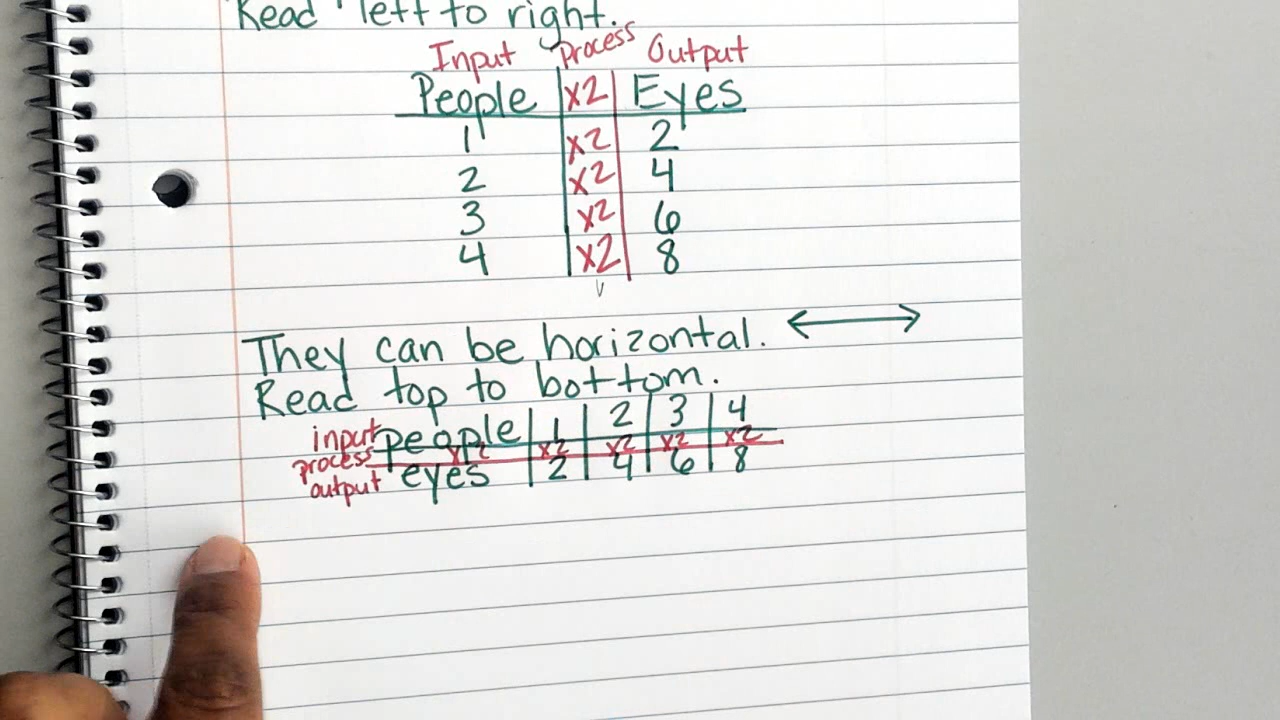 Read left to right.
Input Process Output
People x2 Eyes
1 x2 2
2 x2 4
3 x2 6
4 x2 8
They can be horizontal.
Read top to bottom.
input people 1 2 3 4
process x2 x2 x2 x2 x2
output eyes 2 4 6 8